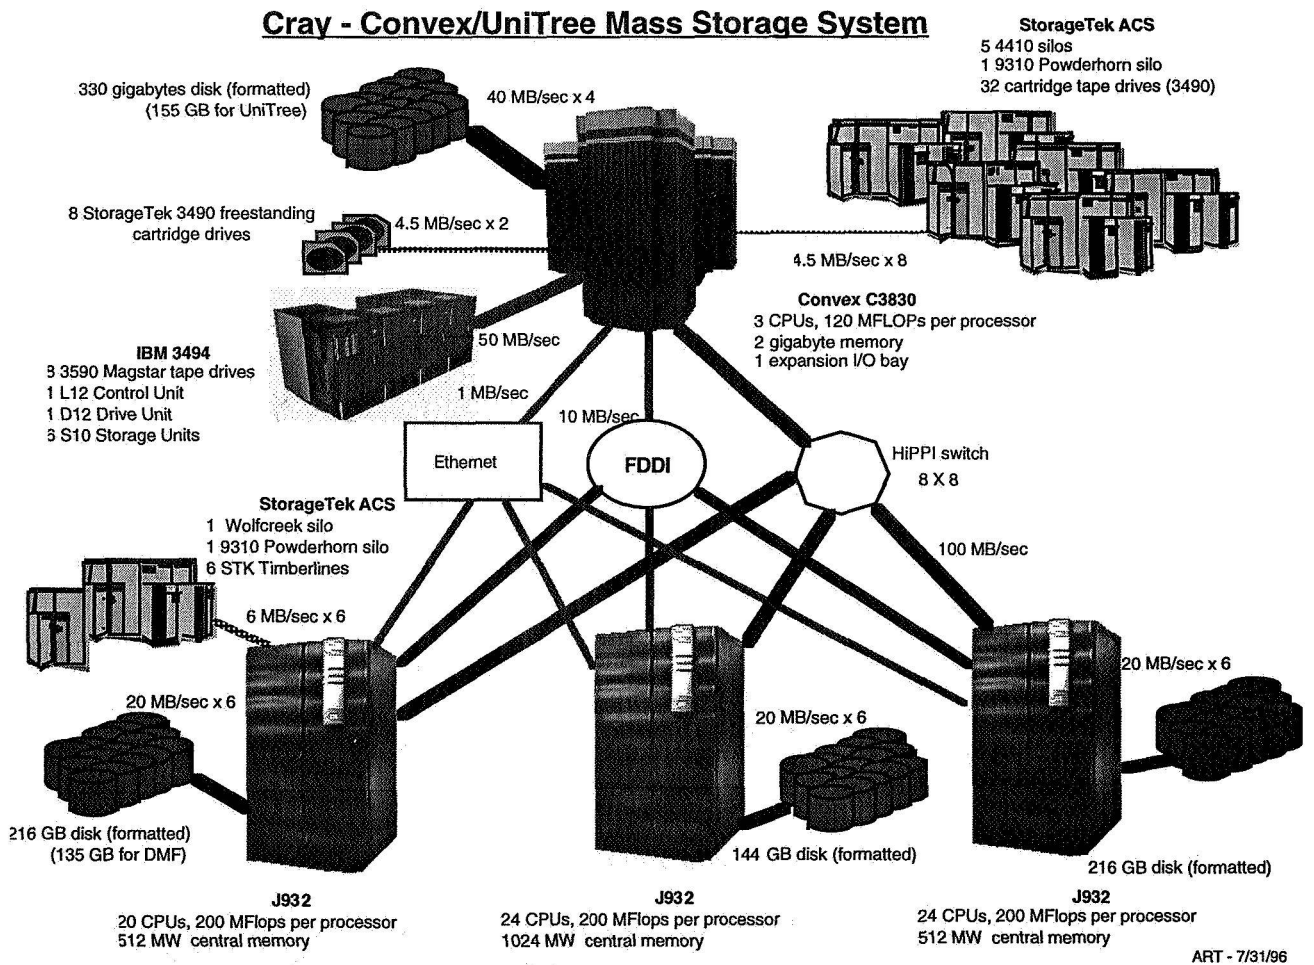 Cray - Convex/UniTree Mass Storage System
StorageTek ACS
5 4410 silos
1 9310 Powderhorn silo
32 cartridge tape drives (3490)
330 gigabytes disk (formatted)
(155 GB for UniTree)
40 MB/sec x 4
8 StorageTek 3490 freestanding
cartridge drives
4.5 MB/sec x 2
4.5 MB/sec x 8
Convex C3830
3 CPUs, 120 MFLOPs per processor
2 gigabyte memory
1 expansion I/O bay
50 MB/sec
IBM 3494
8 3590 Magstar tape drives
1 L12 Control Unit
1 D12 Drive Unit
6 S10 Storage Units
1 MB/sec
10 MB/sec
Ethernet
FDDI
HiPPI switch
8 X 8
StorageTek ACS
1 Wolfcreek silo
1 9310 Powderhorn silo
6 STK Timberlines
100 MB/sec
6 MB/sec x 6
20 MB/sec x 6
20 MB/sec x 6
20 MB/sec x 6
216 GB disk (formatted)
(135 GB for DMF)
144 GB disk (formatted)
216 GB disk (formatted)
J932
20 CPUs, 200 MFlops per processor
512 MW central memory
J932
24 CPUs, 200 MFlops per processor
1024 MW central memory
J932
24 CPUs, 200 MFlops per processor
512 MW central memory
ART - 7/31/96